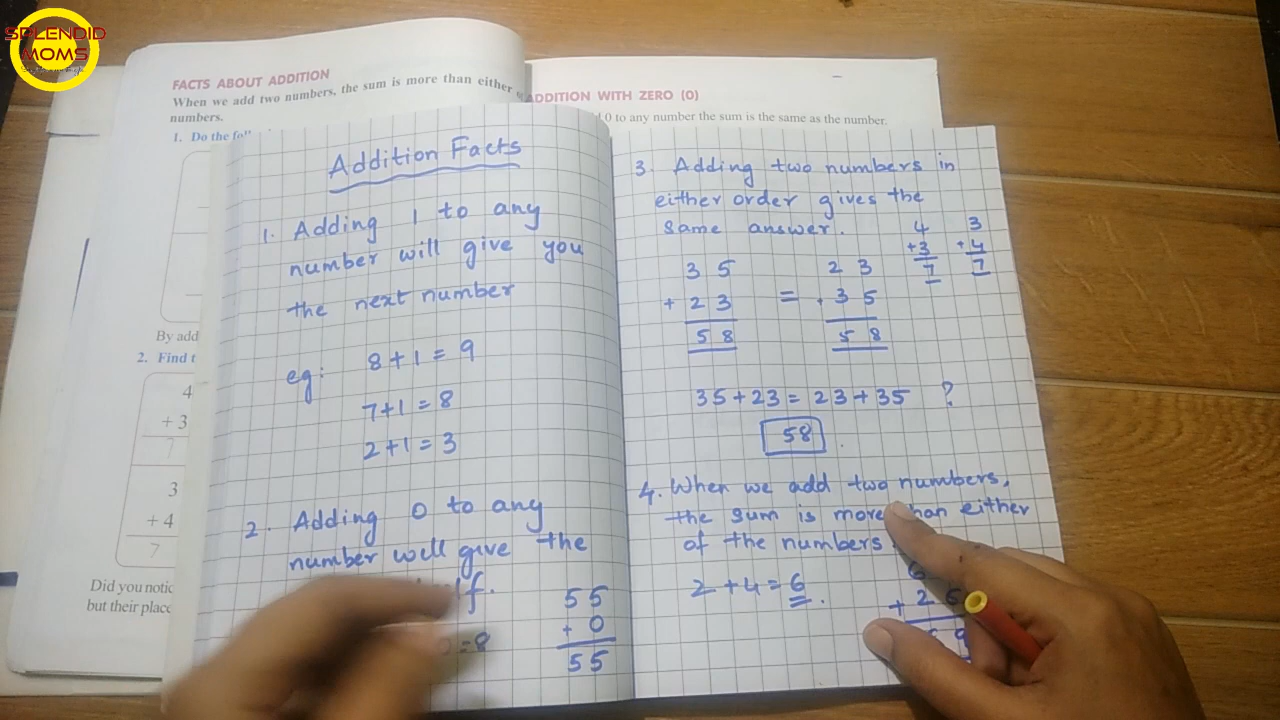 SPLENDID
MOMS
FACTS ABOUT ADDITION
When we add two numbers, the sum is more than either
numbers.
1. Do the
By add
2. Find t
4
+ 3
7
3
+ 4
7
Did you notic
but their place
ADDITION WITH ZERO (0)
0 to any number the sum is the same as the number.
Addition Facts
1. Adding 1 to any
number will give you
the next number
eg: 8+1=9
7+1=8
2+1=3
2. Adding 0 to any
number will give the
=8
55
+ 0
55
3. Adding two numbers in
either order gives the
same answer.
4 3
+3 +4
7 7
35 23
+ 23 = + 35
58 58
35+23=23+35 ?
58
4. When we add two numbers,
the sum is more than either
of the numbers
2+4=6.